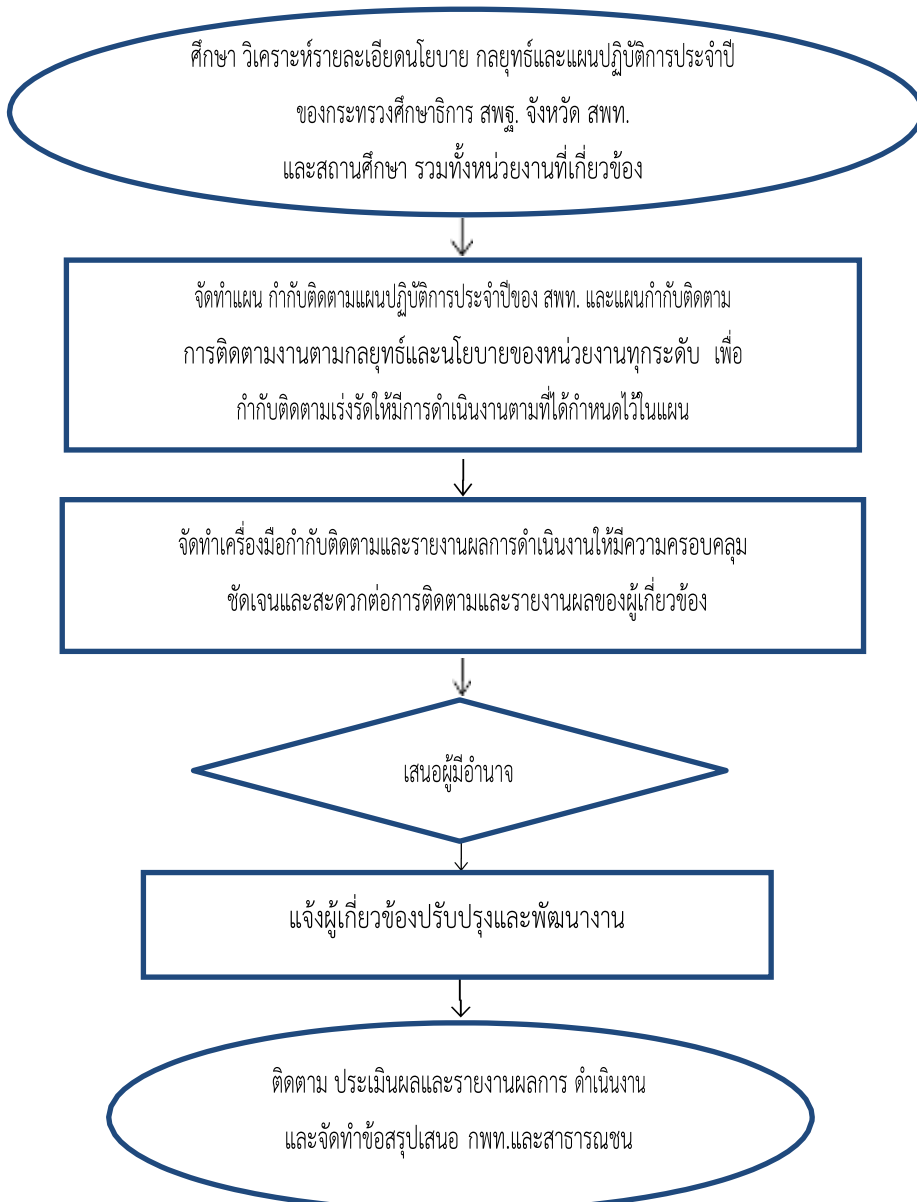 ศึกษา วิเคราะห์รายละเอียดนโยบาย กลยุทธ์และแผนปฏิบัติการประจำปี
ของกระทรวงศึกษาธิการ สพฐ. จังหวัด สพท.
และสถานศึกษา รวมทั้งหน่วยงานที่เกี่ยวข้อง
จัดทำแผน กำกับติดตามแผนปฏิบัติการประจำปีของ สพท. และแผนกำกับติดตาม
การติดตามงานตามกลยุทธ์และนโยบายของหน่วยงานทุกระดับ เพื่อ
กำกับติดตามเร่งรัดให้มีการดำเนินงานตามที่ได้กำหนดไว้ในแผน
จัดทำเครื่องมือกำกับติดตามและรายงานผลการดำเนินงานให้มีความครอบคลุม
ชัดเจนและสะดวกต่อการติดตามและรายงานผลของผู้เกี่ยวข้อง
เสนอผู้มีอำนาจ
แจ้งผู้เกี่ยวข้องปรับปรุงและพัฒนางาน
ติดตาม ประเมินผลและรายงานผลการ ดำเนินงาน
และจัดทำข้อสรุปเสนอ กพท.และสาธารณชน